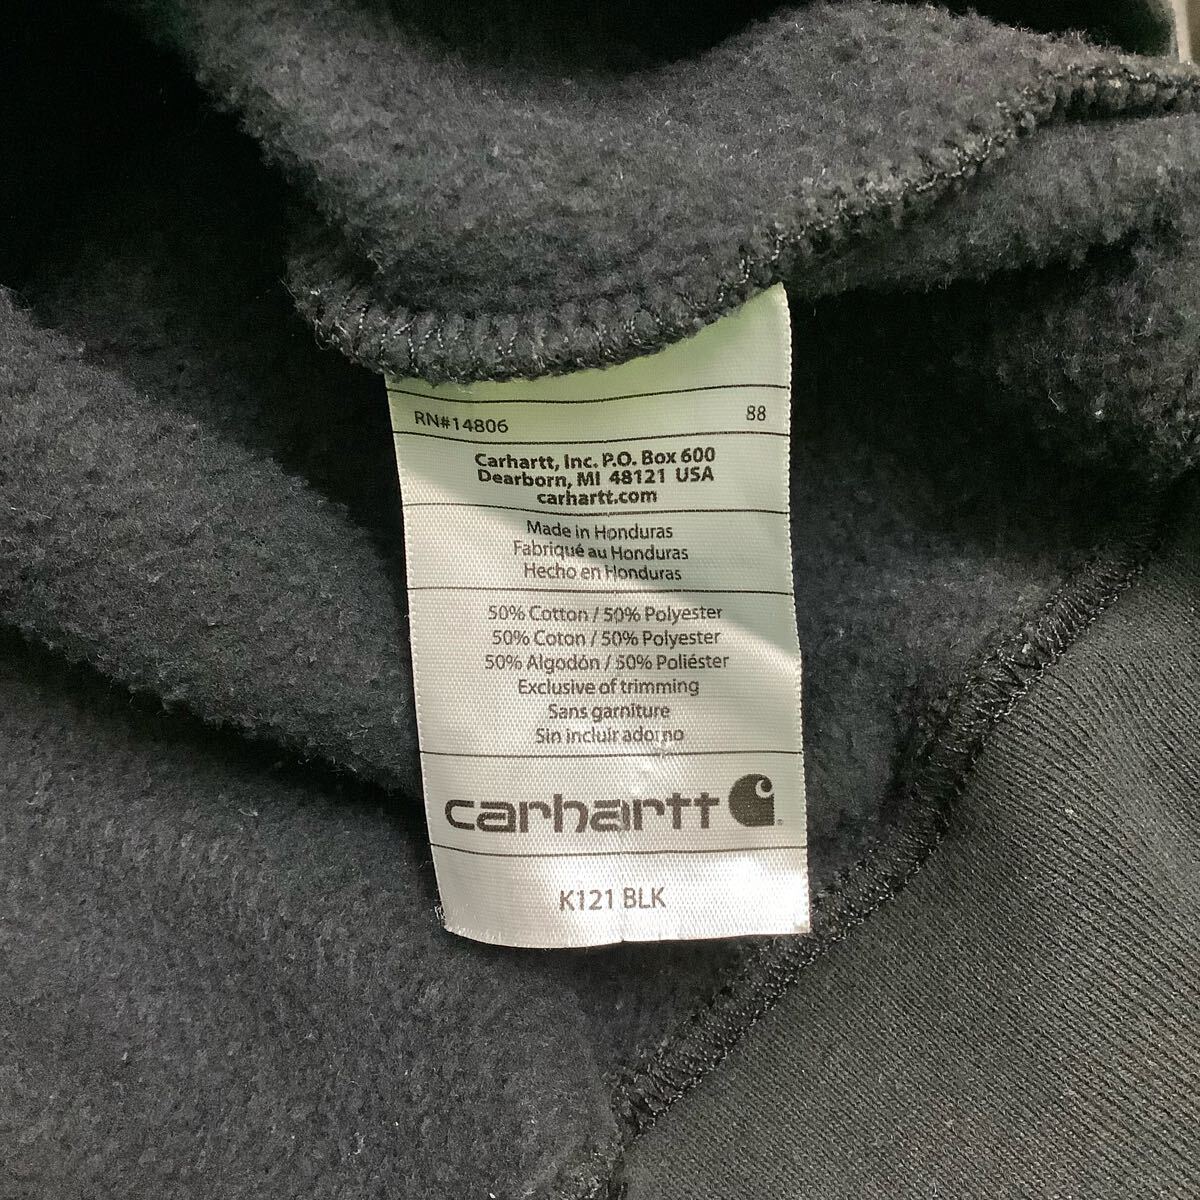 RN#14806 88
Carhartt, Inc. P.O. Box 600
Dearborn, MI 48121 USA
carhartt.com
Made in Honduras
Fabriqué au Honduras
Hecho en Honduras
50% Cotton / 50% Polyester
50% Coton / 50% Polyester
50% Algodón / 50% Poliéster
Exclusive of trimming
Sans garniture
Sin incluir adorno
carhartt
K121 BLK